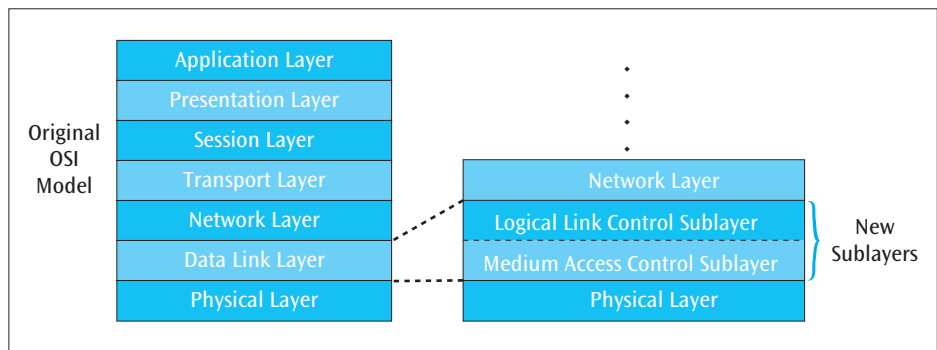 Original
OSI
Model
Application Layer
Presentation Layer
Session Layer
Transport Layer
Network Layer
Data Link Layer
Physical Layer
Network Layer
Logical Link Control Sublayer
Medium Access Control Sublayer
Physical Layer
New
Sublayers